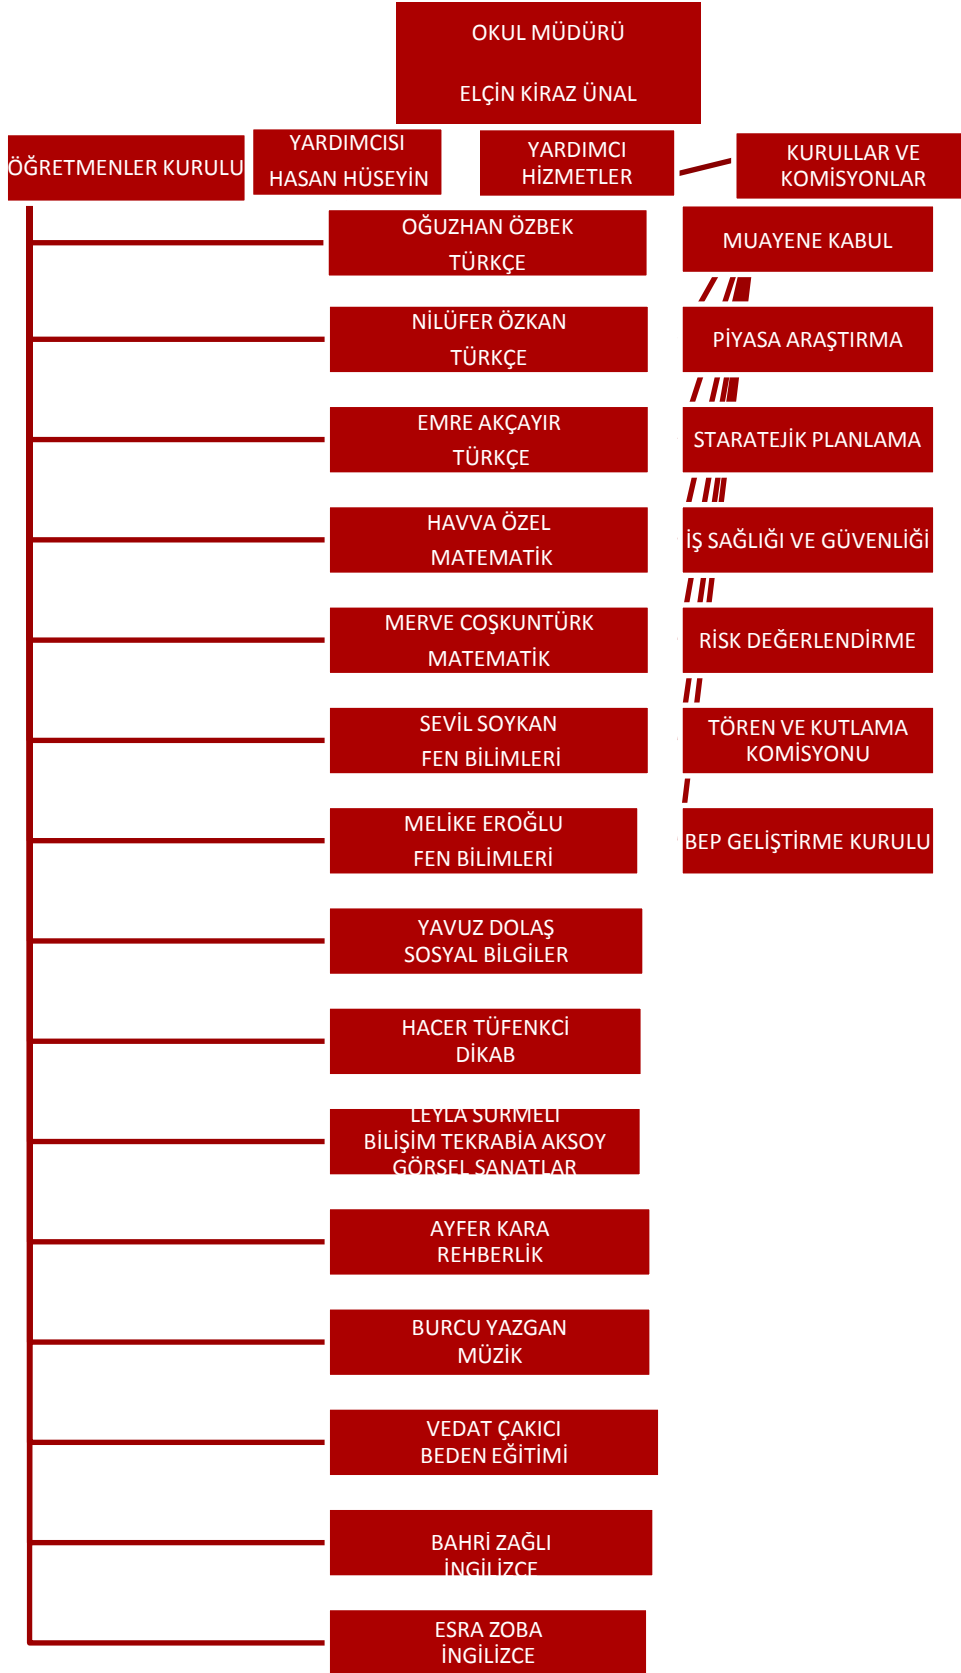 OKUL MÜDÜRÜ
ELÇİN KİRAZ ÜNAL
ÖĞRETMENLER KURULU
YARDIMCISI
HASAN HÜSEYİN
YARDIMCI
HİZMETLER
KURULLAR VE
KOMİSYONLAR
OĞUZHAN ÖZBEK
TÜRKÇE
NİLÜFER ÖZKAN
TÜRKÇE
EMRE AKÇAYIR
TÜRKÇE
HAVVA ÖZEL
MATEMATİK
MERVE COŞKUNTÜRK
MATEMATİK
SEVİL SOYKAN
FEN BİLİMLERİ
MELİKE EROĞLU
FEN BİLİMLERİ
YAVUZ DOLAŞ
SOSYAL BİLGİLER
HACER TÜFENKCİ
DİKAB
LEYLA SÜRMELİ
BİLİŞİM TEKRABİA AKSOY
GÖRSEL SANATLAR
AYFER KARA
REHBERLİK
BURCU YAZGAN
MÜZİK
VEDAT ÇAKICI
BEDEN EĞİTİMİ
BAHRİ ZAĞLI
İNGİLİZCE
ESRA ZOBA
İNGİLİZCE
MUAYENE KABUL
PİYASA ARAŞTIRMA
STARATEJİK PLANLAMA
İŞ SAĞLIĞI VE GÜVENLİĞİ
RİSK DEĞERLENDİRME
TÖREN VE KUTLAMA
KOMİSYONU
BEP GELİŞTİRME KURULU